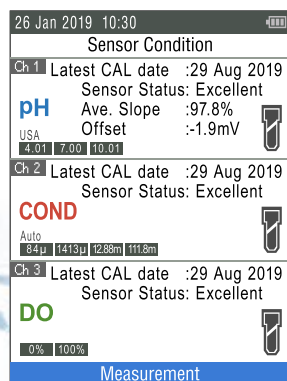 26 Jan 2019 10:30
Sensor Condition
Ch 1 Latest CAL date :29 Aug 2019
Sensor Status: Excellent
pH Ave. Slope :97.8%
Offset :-1.9mV
USA
4.01 7.00 10.01
Ch 2 Latest CAL date :29 Aug 2019
Sensor Status: Excellent
COND
Auto
84µ 1413µ 12.88m 111.8m
Ch 3 Latest CAL date :29 Aug 2019
Sensor Status: Excellent
DO
0% 100%
Measurement